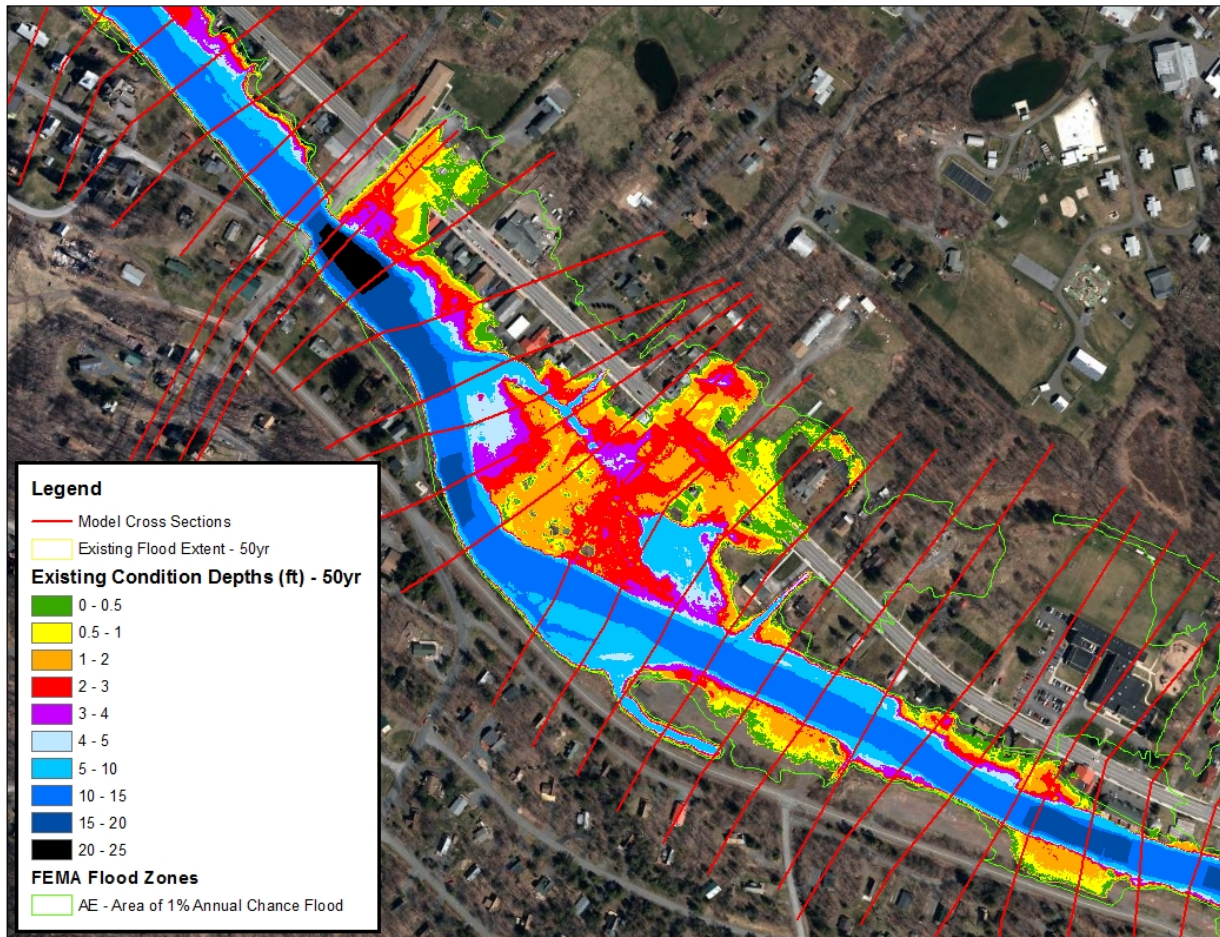 Legend
Model Cross Sections
Existing Flood Extent - 50yr
Existing Condition Depths (ft) - 50yr
0 - 0.5
0.5 - 1
1 - 2
2 - 3
3 - 4
4 - 5
5 - 10
10 - 15
15 - 20
20 - 25
FEMA Flood Zones
AE - Area of 1% Annual Chance Flood